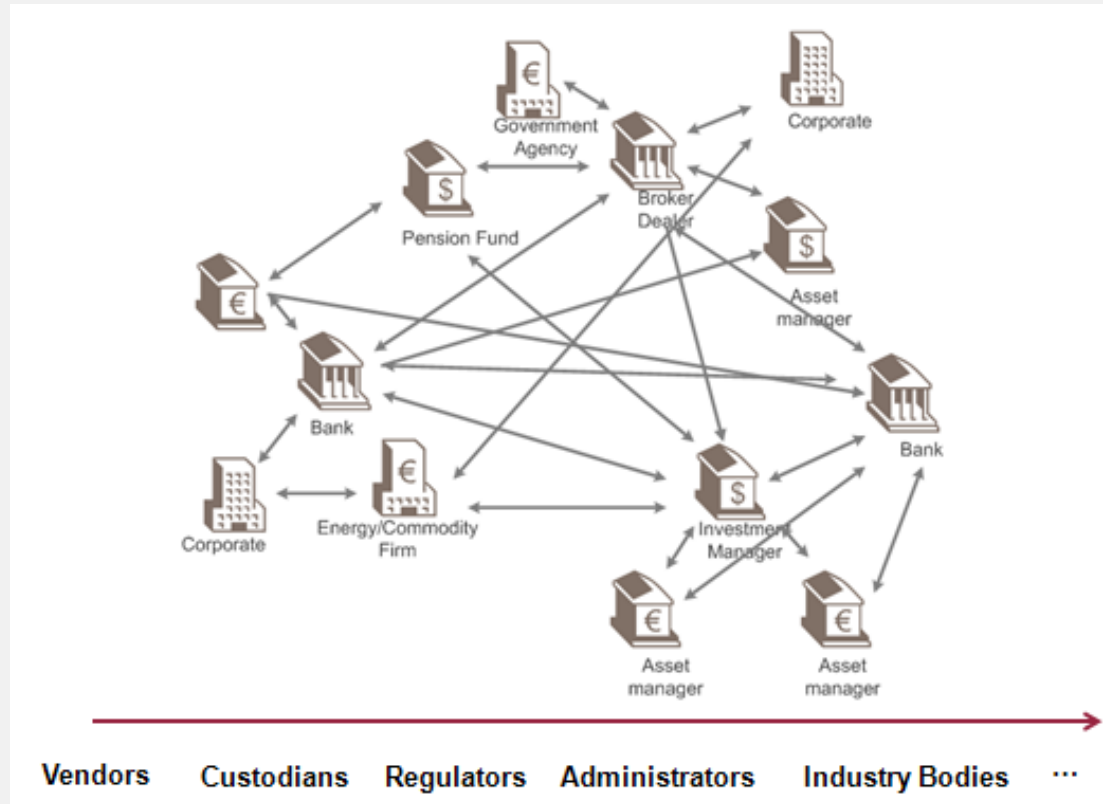 €
Government
Agency
Corporate
$
Pension Fund
Broker
Dealer
$
Asset
manager
€
Bank
Bank
€
Corporate
Energy/Commodity
Firm
$
Investment
Manager
€
Asset
manager
€
Asset
manager
Vendors Custodians Regulators Administrators Industry Bodies ...